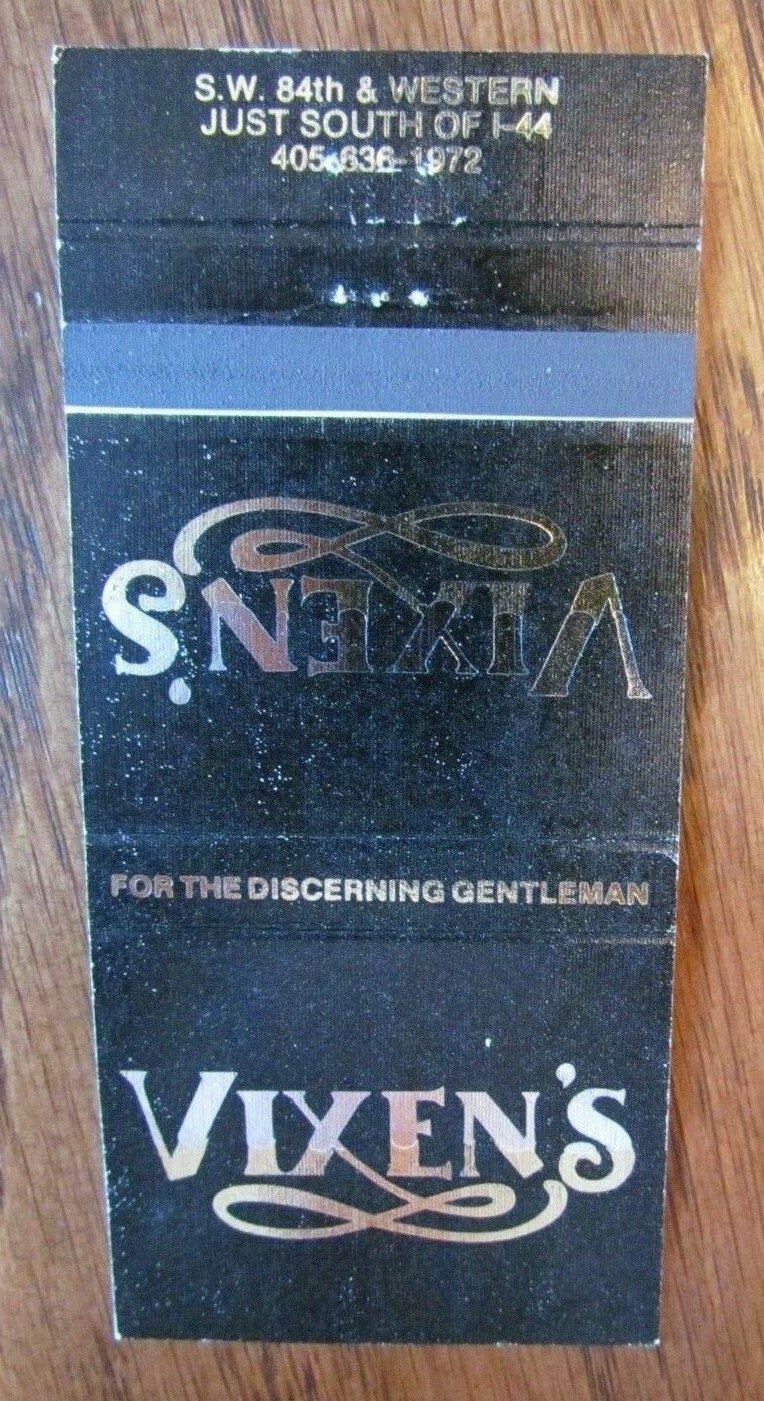 S.W. 84th & WESTERN
JUST SOUTH OF I-44
405-636-1972
VIXEN'S
FOR THE DISCERNING GENTLEMAN
VIXEN'S